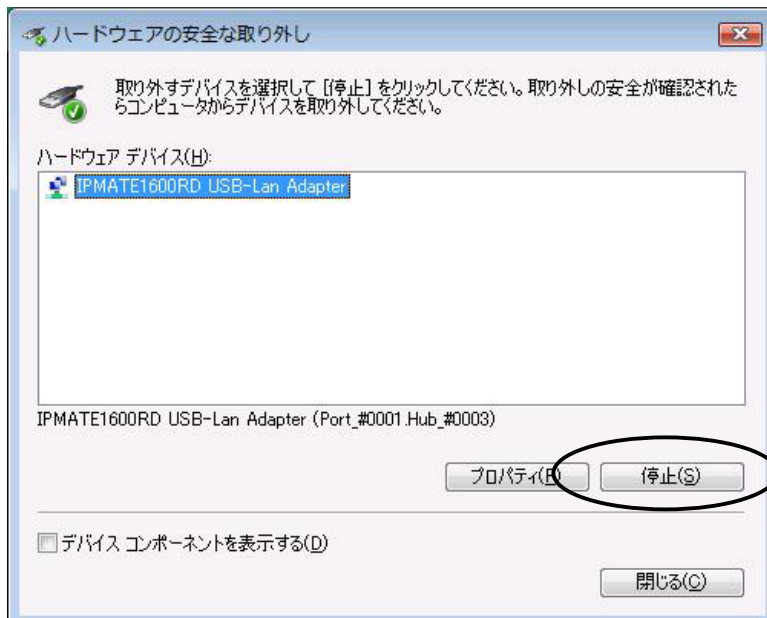 ハードウェアの安全な取り外し
取り外すデバイスを選択して [停止] をクリックしてください。取り外しの安全が確認された
らコンピュータからデバイスを取り外してください。
ハードウェア デバイス(H):
IPMATE1600RD USB-Lan Adapter
IPMATE1600RD USB-Lan Adapter (Port_#0001.Hub_#0003)
プロパティ(P)
停止(S)
デバイス コンポーネントを表示する(D)
閉じる(C)